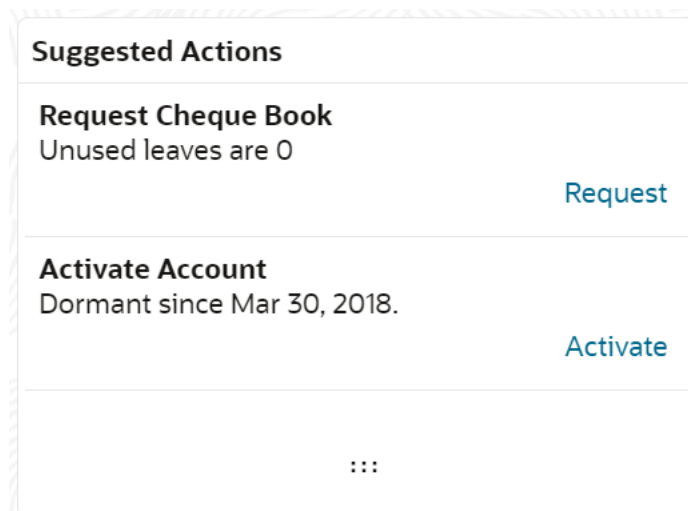 Suggested Actions
Request Cheque Book
Unused leaves are 0
Request
Activate Account
Dormant since Mar 30, 2018.
Activate